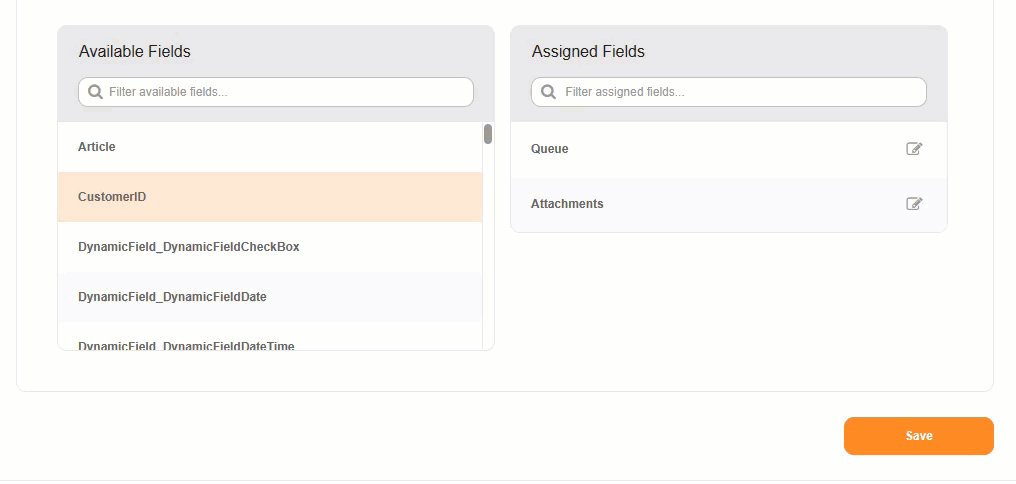 Available Fields
Filter available fields...
Article
CustomerID
DynamicField_DynamicFieldCheckBox
DynamicField_DynamicFieldDate
DynamicField_DynamicFieldDateTime
Assigned Fields
Filter assigned fields...
Queue
Attachments
Save